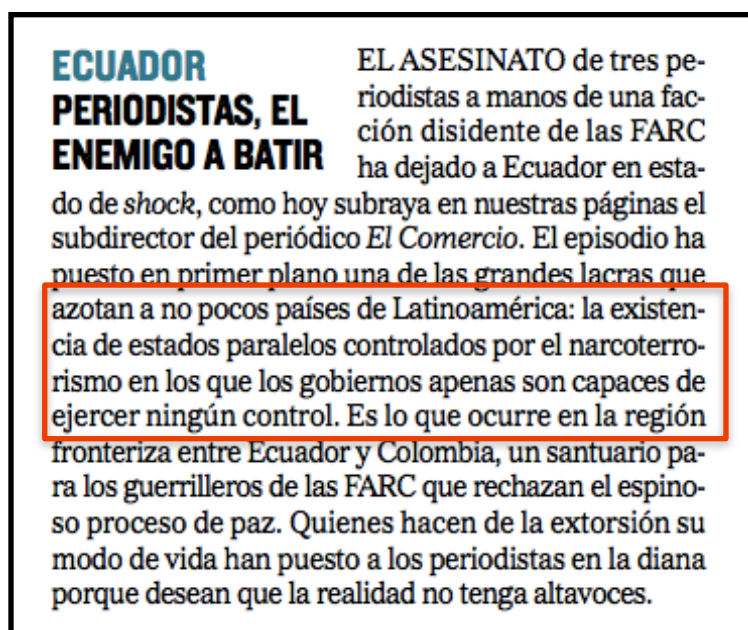 ECUADOR
PERIODISTAS, EL
ENEMIGO A BATIR
EL ASESINATO de tres pe-
riodistas a manos de una fac-
ción disidente de las FARC
ha dejado a Ecuador en esta-
do de shock, como hoy subraya en nuestras páginas el
subdirector del periódico El Comercio. El episodio ha
puesto en primer plano una de las grandes lacras que
azotan a no pocos países de Latinoamérica: la existen-
cia de estados paralelos controlados por el narcoterro-
rismo en los que los gobiernos apenas son capaces de
ejercer ningún control. Es lo que ocurre en la región
fronteriza entre Ecuador y Colombia, un santuario pa-
ra los guerrilleros de las FARC que rechazan el espino-
so proceso de paz. Quienes hacen de la extorsión su
modo de vida han puesto a los periodistas en la diana
porque desean que la realidad no tenga altavoces.